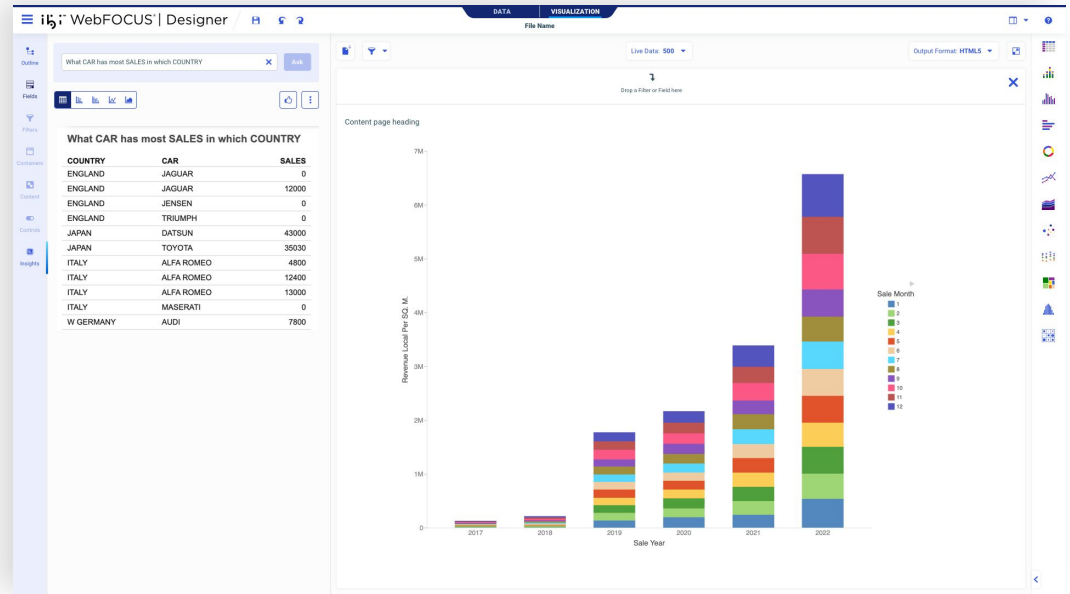 ibi WebFOCUS® | Designer
DATA VISUALIZATION
File Name
Outline
Fields
Filters
Containers
Content
Controls
Insights
What CAR has most SALES in which COUNTRY
Ask
What CAR has most SALES in which COUNTRY
COUNTRY CAR SALES
ENGLAND JAGUAR 0
ENGLAND JAGUAR 12000
ENGLAND JENSEN 0
ENGLAND TRIUMPH 0
JAPAN DATSUN 43000
JAPAN TOYOTA 35030
ITALY ALFA ROMEO 4800
ITALY ALFA ROMEO 12400
ITALY ALFA ROMEO 13000
ITALY MASERATI 0
W GERMANY AUDI 7800
Live Data: 500
Output Format: HTML5
Drop a Filter or Field here
Content page heading
7M
6M
5M
4M
3M
2M
1M
0
Revenue Local Per SQ. M.
2017 2018 2019 2020 2021 2022
Sale Year
Sale Month
1
2
3
4
5
6
7
8
9
10
11
12